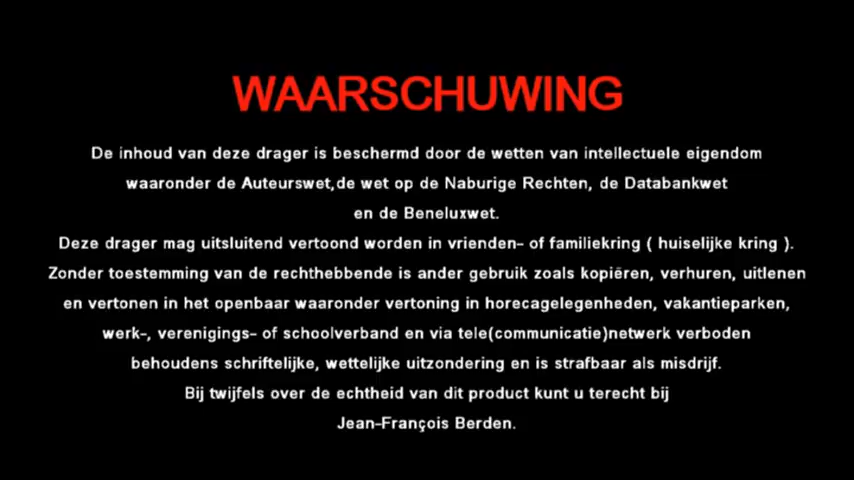 WAARSCHUWING
De inhoud van deze drager is beschermd door de wetten van intellectuele eigendom
waaronder de Auteurswet,de wet op de Naburige Rechten, de Databankwet
en de Beneluxwet.
Deze drager mag uitsluitend vertoond worden in vrienden- of familiekring ( huiselijke kring ).
Zonder toestemming van de rechthebbende is ander gebruik zoals kopiëren, verhuren, uitlenen
en vertonen in het openbaar waaronder vertoning in horecagelegenheden, vakantieparken,
werk-, verenigings- of schoolverband en via tele(communicatie)netwerk verboden
behoudens schriftelijke, wettelijke uitzondering en is strafbaar als misdrijf.
Bij twijfels over de echtheid van dit product kunt u terecht bij
Jean-François Berden.